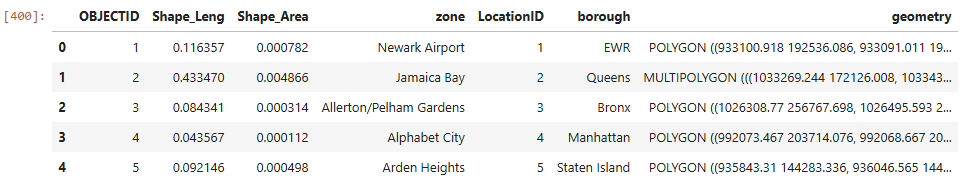 [400]: OBJECTID Shape_Leng Shape_Area zone LocationID borough geometry
0 1 0.116357 0.000782 Newark Airport 1 EWR POLYGON ((933100.918 192536.086, 933091.011 19...
1 2 0.433470 0.004866 Jamaica Bay 2 Queens MULTIPOLYGON (((1033269.244 172126.008, 103343...
2 3 0.084341 0.000314 Allerton/Pelham Gardens 3 Bronx POLYGON ((1026308.77 256767.698, 1026495.593 2...
3 4 0.043567 0.000112 Alphabet City 4 Manhattan POLYGON ((992073.467 203714.076, 992068.667 20...
4 5 0.092146 0.000498 Arden Heights 5 Staten Island POLYGON ((935843.31 144283.336, 936046.565 144...